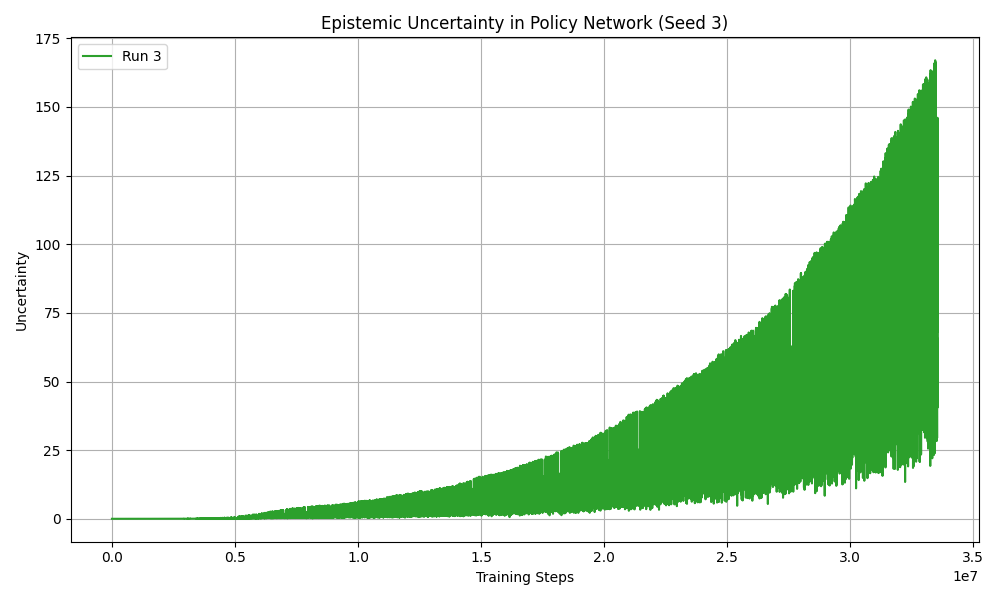 Epistemic Uncertainty in Policy Network (Seed 3)
Run 3
175
150
125
100
75
50
25
0
Uncertainty
0.0 0.5 1.0 1.5 2.0 2.5 3.0 3.5
1e7
Training Steps